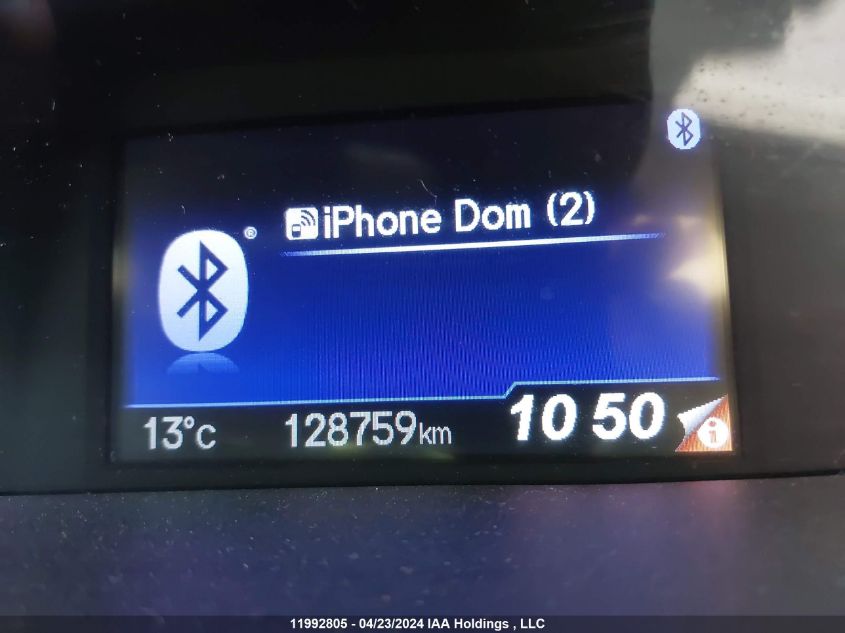 iPhone Dom (2)
®
13°C 128759km 10 50 i
11992805 - 04/23/2024 IAA Holdings , LLC